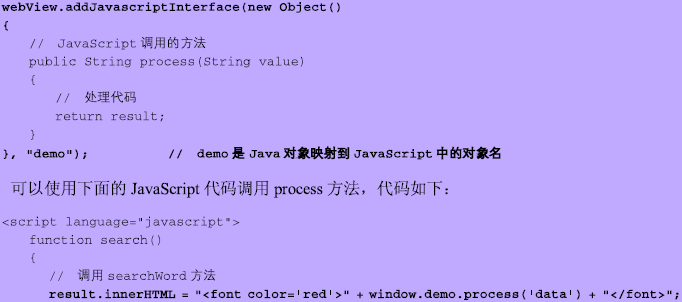 webView.addJavascriptInterface(new Object()
{
// JavaScript 调用的方法
public String process(String value)
{
// 处理代码
return result;
}
}, "demo"); // demo 是 Java 对象映射到 JavaScript 中的对象名
可以使用下面的 JavaScript 代码调用 process 方法，代码如下：
<script language="javascript">
function search()
{
// 调用 searchWord 方法
result.innerHTML = "<font color='red'>" + window.demo.process('data') + "</font>";